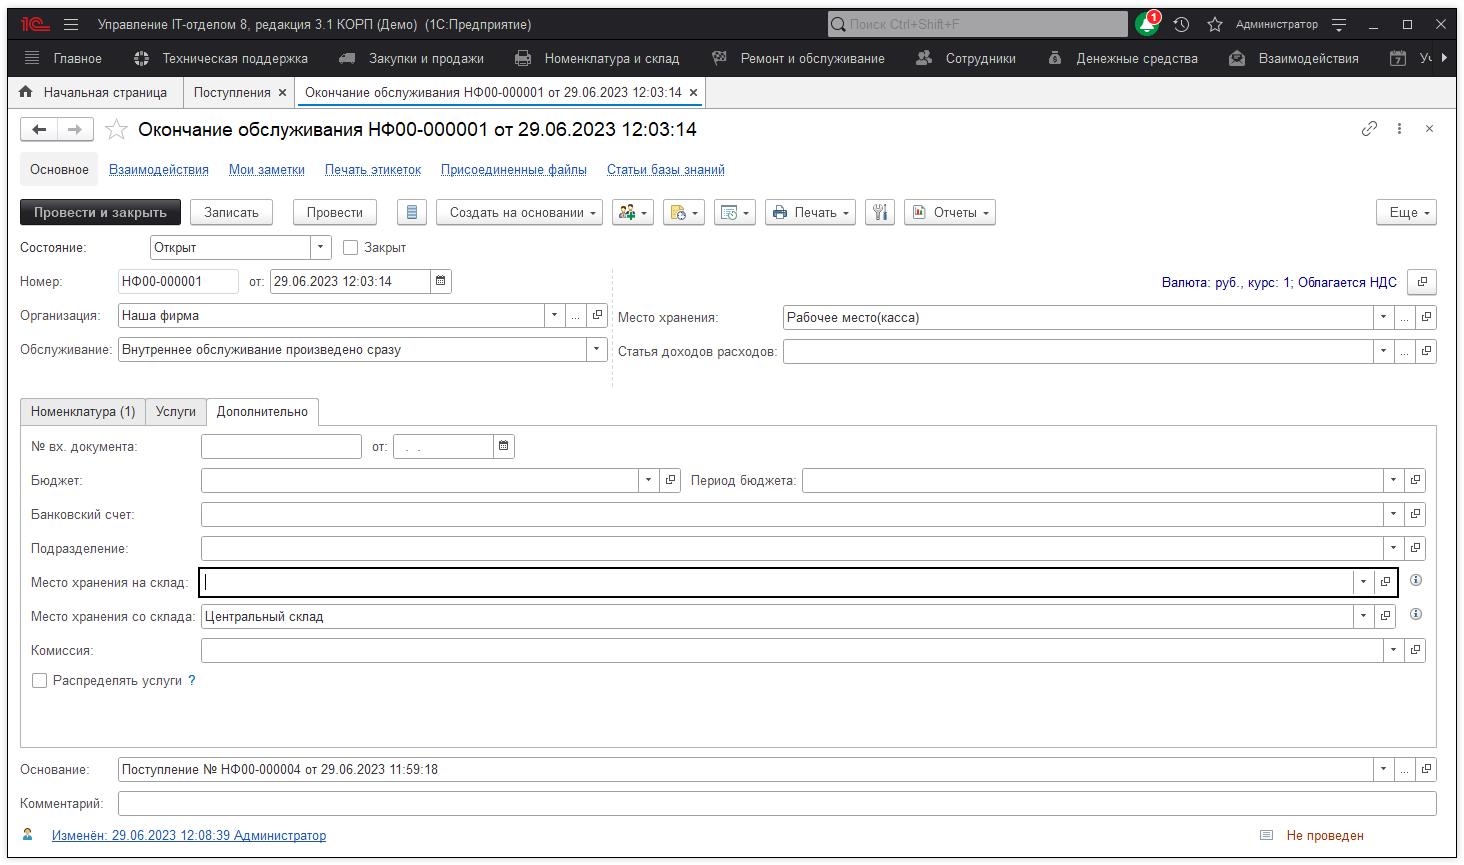 Управление IT-отделом 8, редакция 3.1 КОРП (Демо) (1С:Предприятие) Поиск Ctrl+Shift+F 1 Администратор
Главное Техническая поддержка Закупки и продажи Номенклатура и склад Ремонт и обслуживание Сотрудники Денежные средства Взаимодействия
Начальная страница Поступления × Окончание обслуживания НФ00-000001 от 29.06.2023 12:03:14 ×
Окончание обслуживания НФ00-000001 от 29.06.2023 12:03:14
Основное Взаимодействия Мои заметки Печать этикеток Присоединенные файлы Статьи базы знаний
Провести и закрыть Записать Провести Создать на основании Печать Отчеты Еще
Состояние: Открыт Закрыт
Номер: НФ00-000001 от: 29.06.2023 12:03:14 Валюта: руб., курс: 1; Облагается НДС
Организация: Наша фирма ... Место хранения: Рабочее место(касса) ...
Обслуживание: Внутреннее обслуживание произведено сразу Статья доходов расходов: ...
Номенклатура (1) Услуги Дополнительно
№ вх. документа: от: . .
Бюджет: Период бюджета:
Банковский счет:
Подразделение:
Место хранения на склад:
Место хранения со склада: Центральный склад
Комиссия:
Распределять услуги ?
Основание: Поступление № НФ00-000004 от 29.06.2023 11:59:18 ...
Комментарий:
Изменён: 29.06.2023 12:08:39 Администратор Не проведен